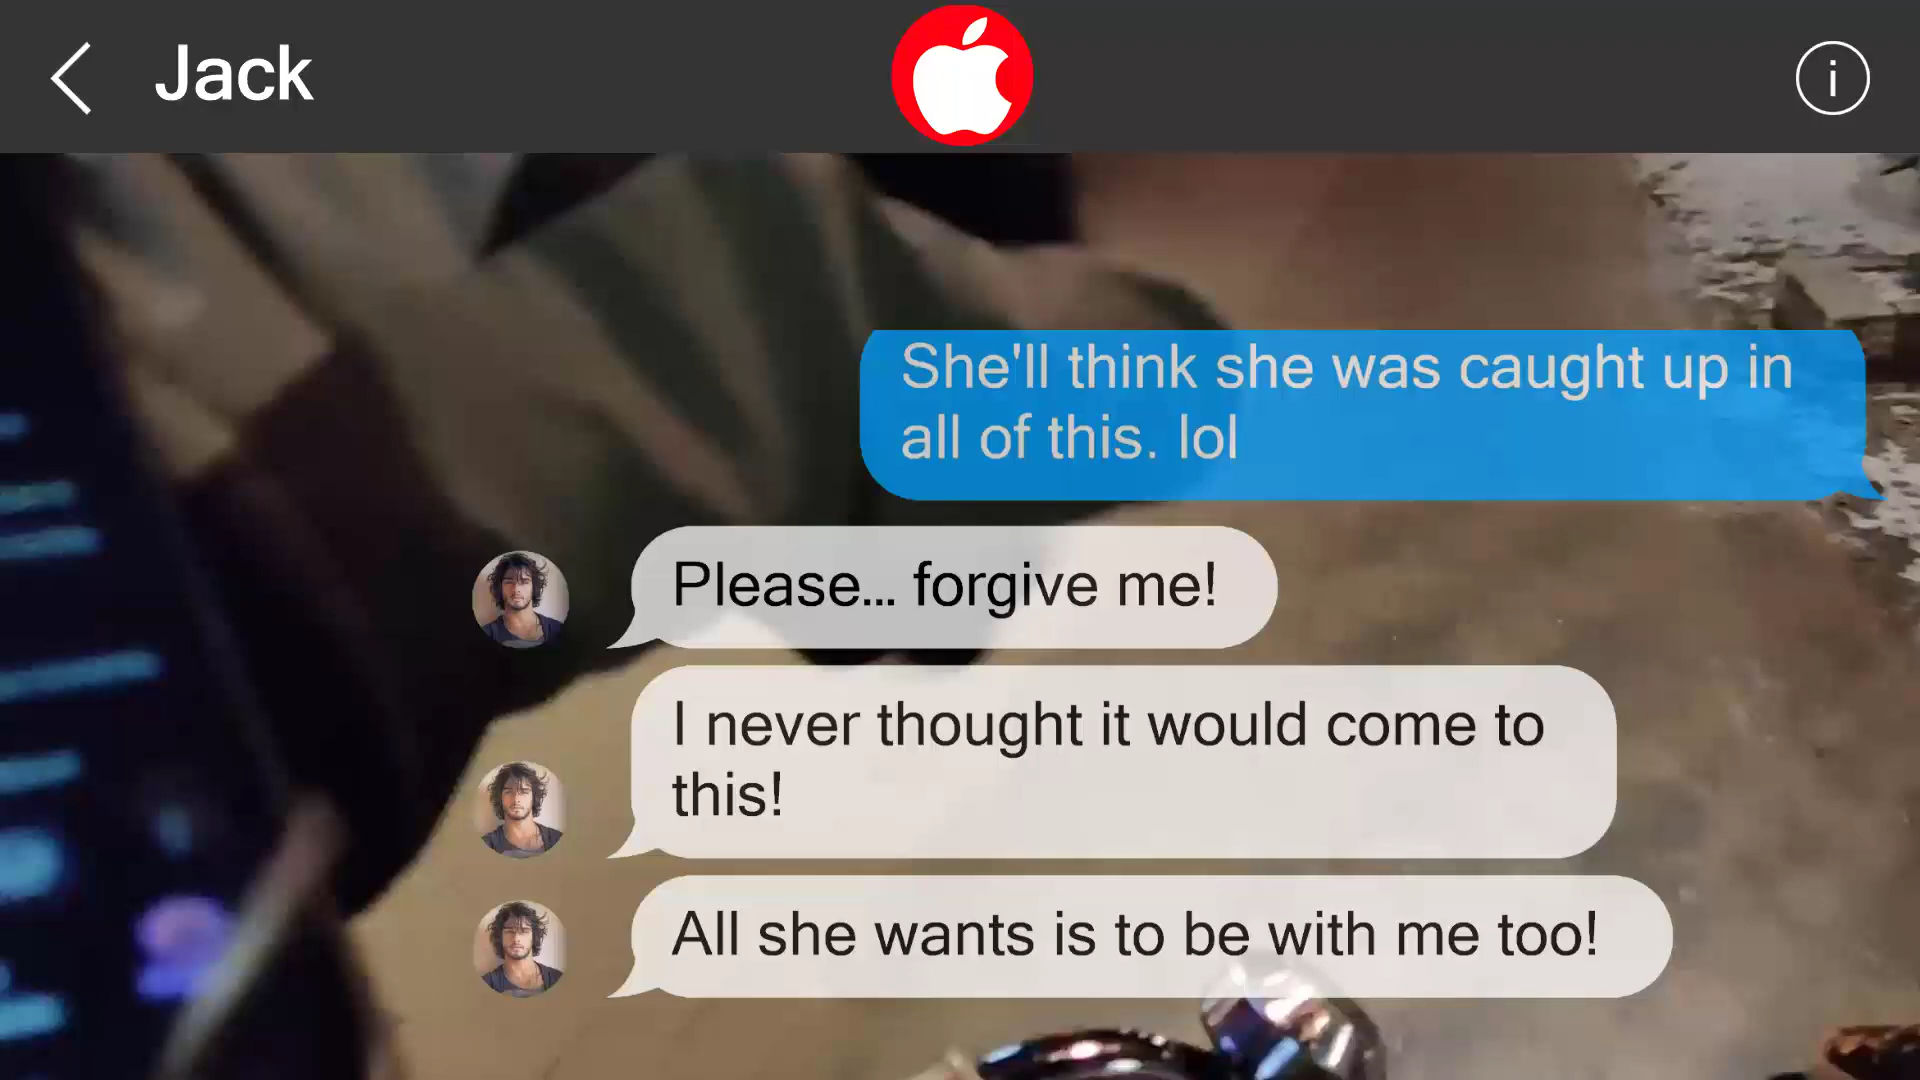 Jack
i
She'll think she was caught up in
all of this. lol
Please... forgive me!
I never thought it would come to
this!
All she wants is to be with me too!